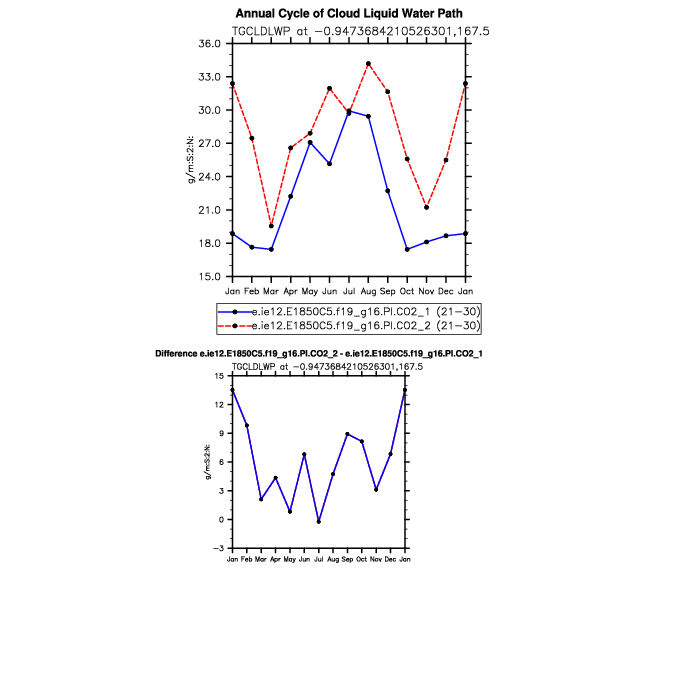 Annual Cycle of Cloud Liquid Water Path
TGCLDLWP at −0.9473684210526301,167.5
36.0
33.0
30.0
27.0
24.0
21.0
18.0
15.0
g/m:S:2:N:
Jan Feb Mar Apr May Jun Jul Aug Sep Oct Nov Dec Jan
e.ie12.E1850C5.f19_g16.PI.CO2_1 (21−30)
e.ie12.E1850C5.f19_g16.PI.CO2_2 (21−30)
Difference e.ie12.E1850C5.f19_g16.PI.CO2_2 - e.ie12.E1850C5.f19_g16.PI.CO2_1
TGCLDLWP at −0.9473684210526301,167.5
15
12
9
6
3
0
−3
g/m:S:2:N:
Jan Feb Mar Apr May Jun Jul Aug Sep Oct Nov Dec Jan